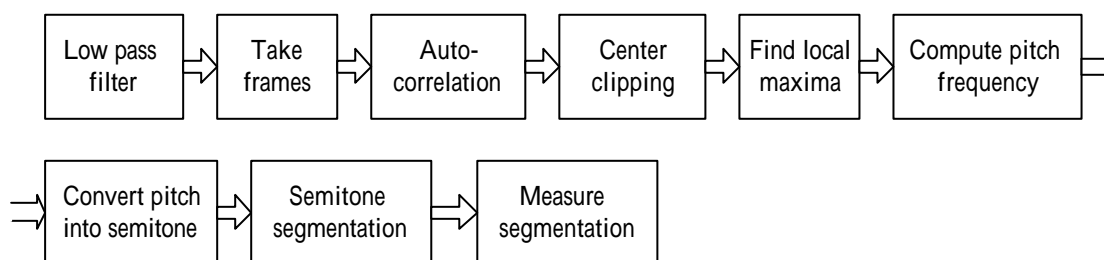 Low pass
filter
Take
frames
Auto-
correlation
Center
clipping
Find local
maxima
Compute pitch
frequency
Convert pitch
into semitone
Semitone
segmentation
Measure
segmentation